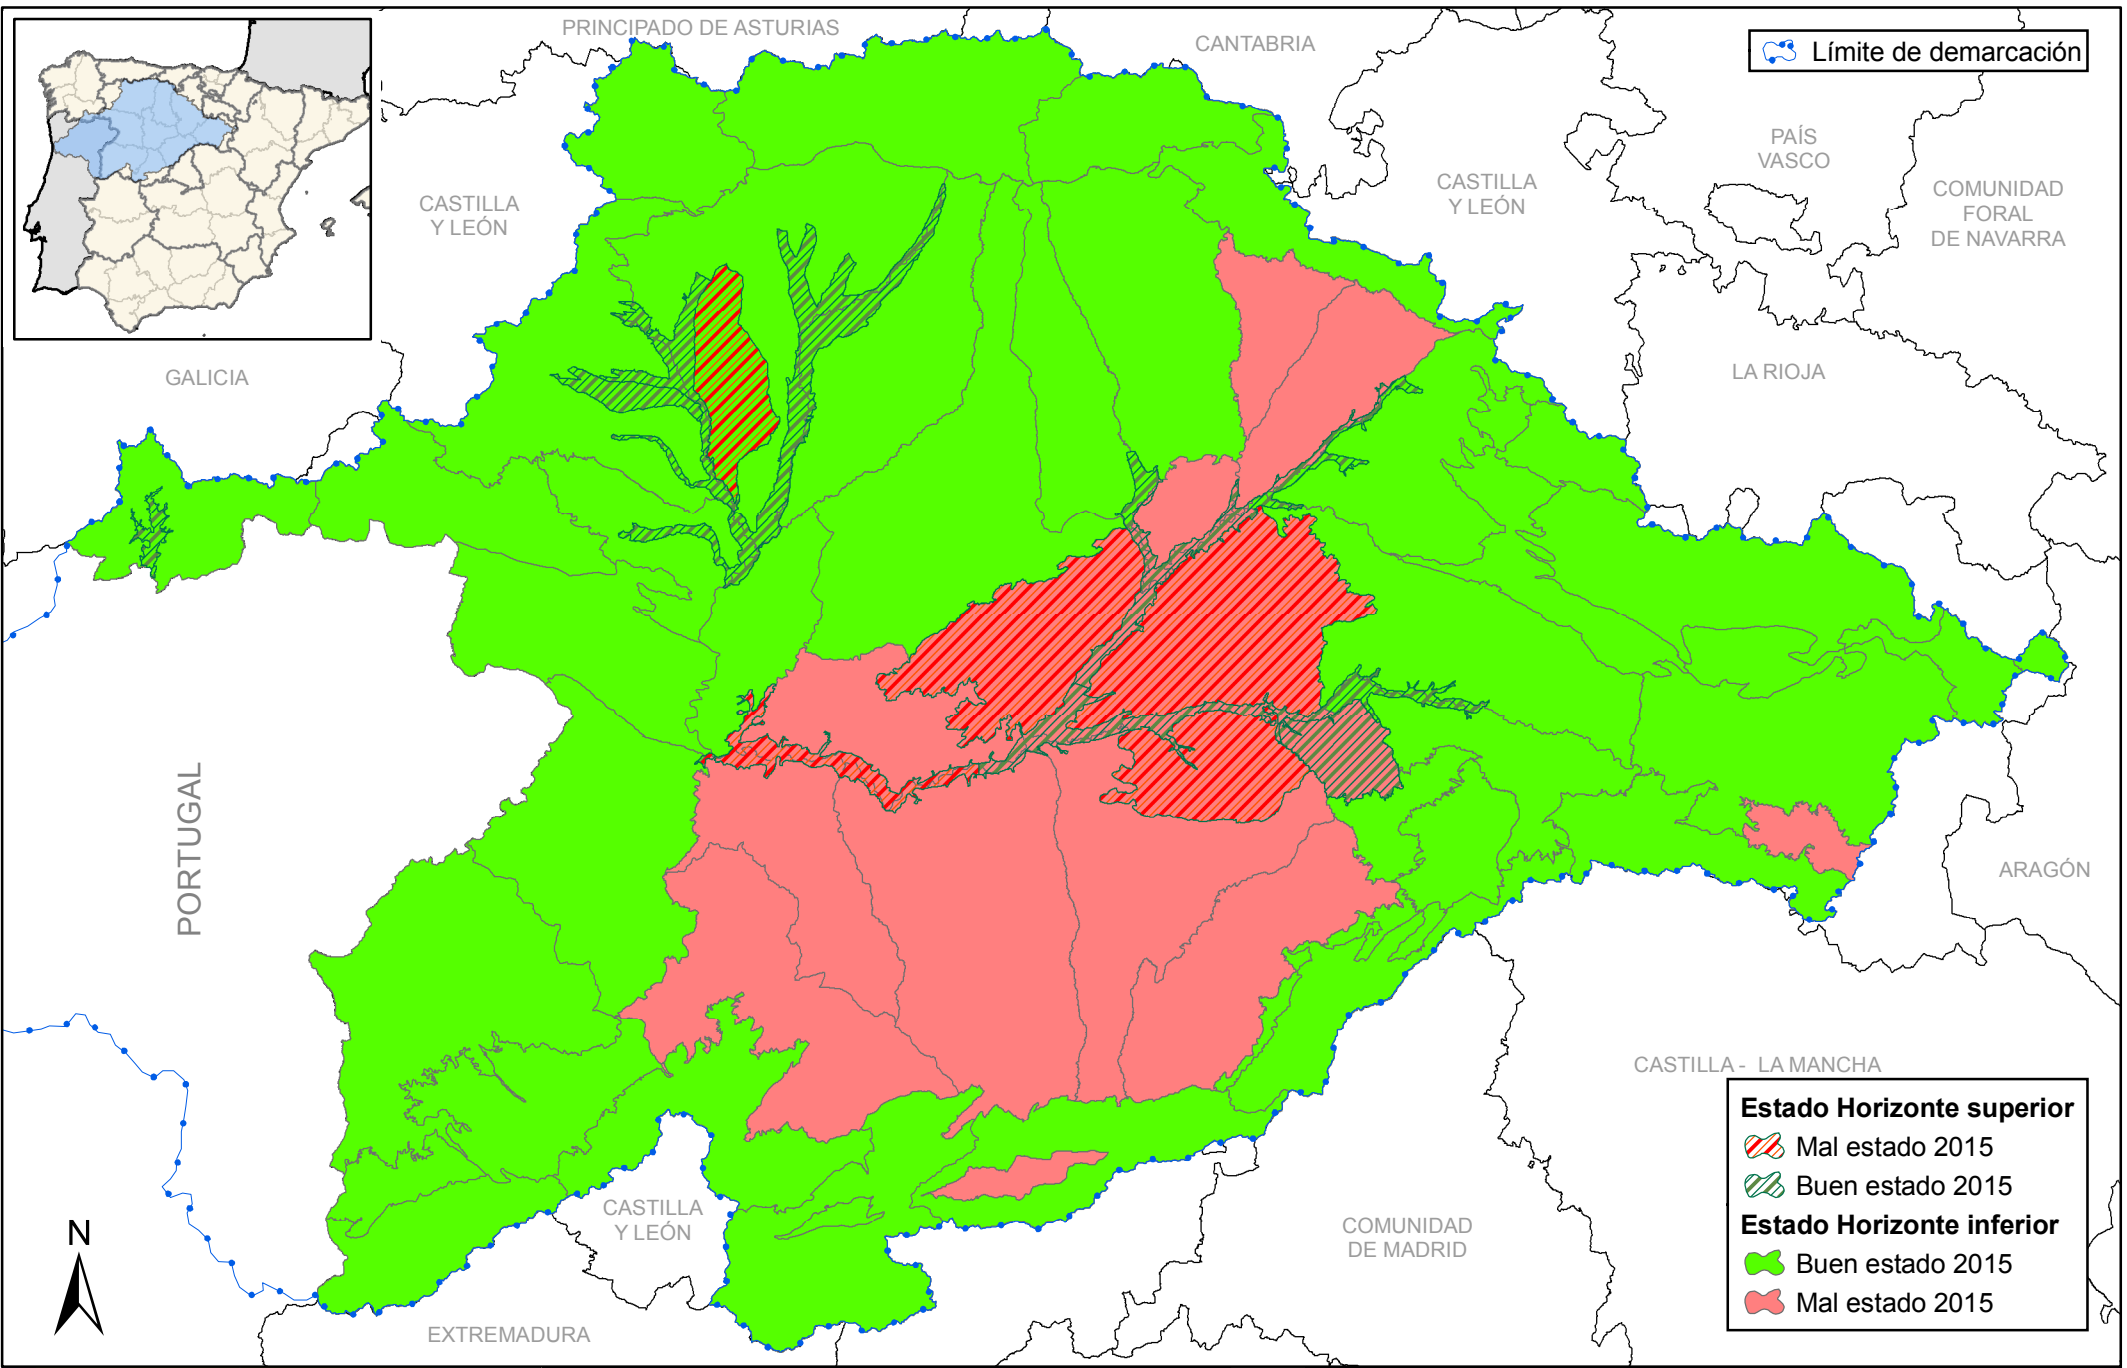 PRINCIPADO DE ASTURIAS
CANTABRIA
Límite de demarcación
PAÍS
VASCO
CASTILLA
Y LEÓN
CASTILLA
Y LEÓN
COMUNIDAD
FORAL
DE NAVARRA
GALICIA
LA RIOJA
PORTUGAL
ARAGÓN
CASTILLA - LA MANCHA
CASTILLA
Y LEÓN
COMUNIDAD
DE MADRID
EXTREMADURA
N
Estado Horizonte superior
Mal estado 2015
Buen estado 2015
Estado Horizonte inferior
Buen estado 2015
Mal estado 2015